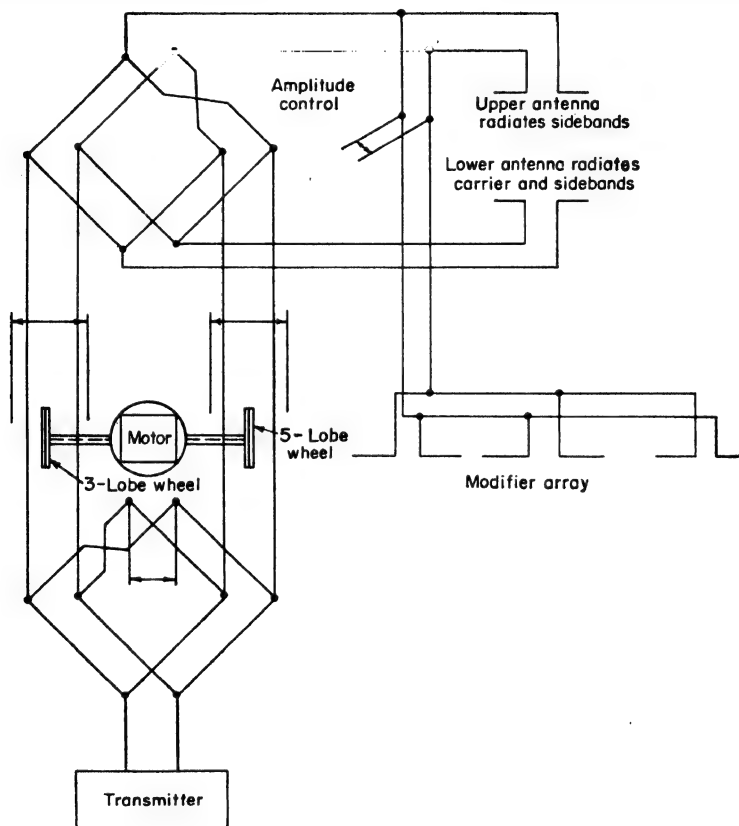 Amplitude
control
Upper antenna
radiates sidebands
Lower antenna radiates
carrier and sidebands
Motor
5-Lobe
wheel
3-Lobe wheel
Modifier array
Transmitter